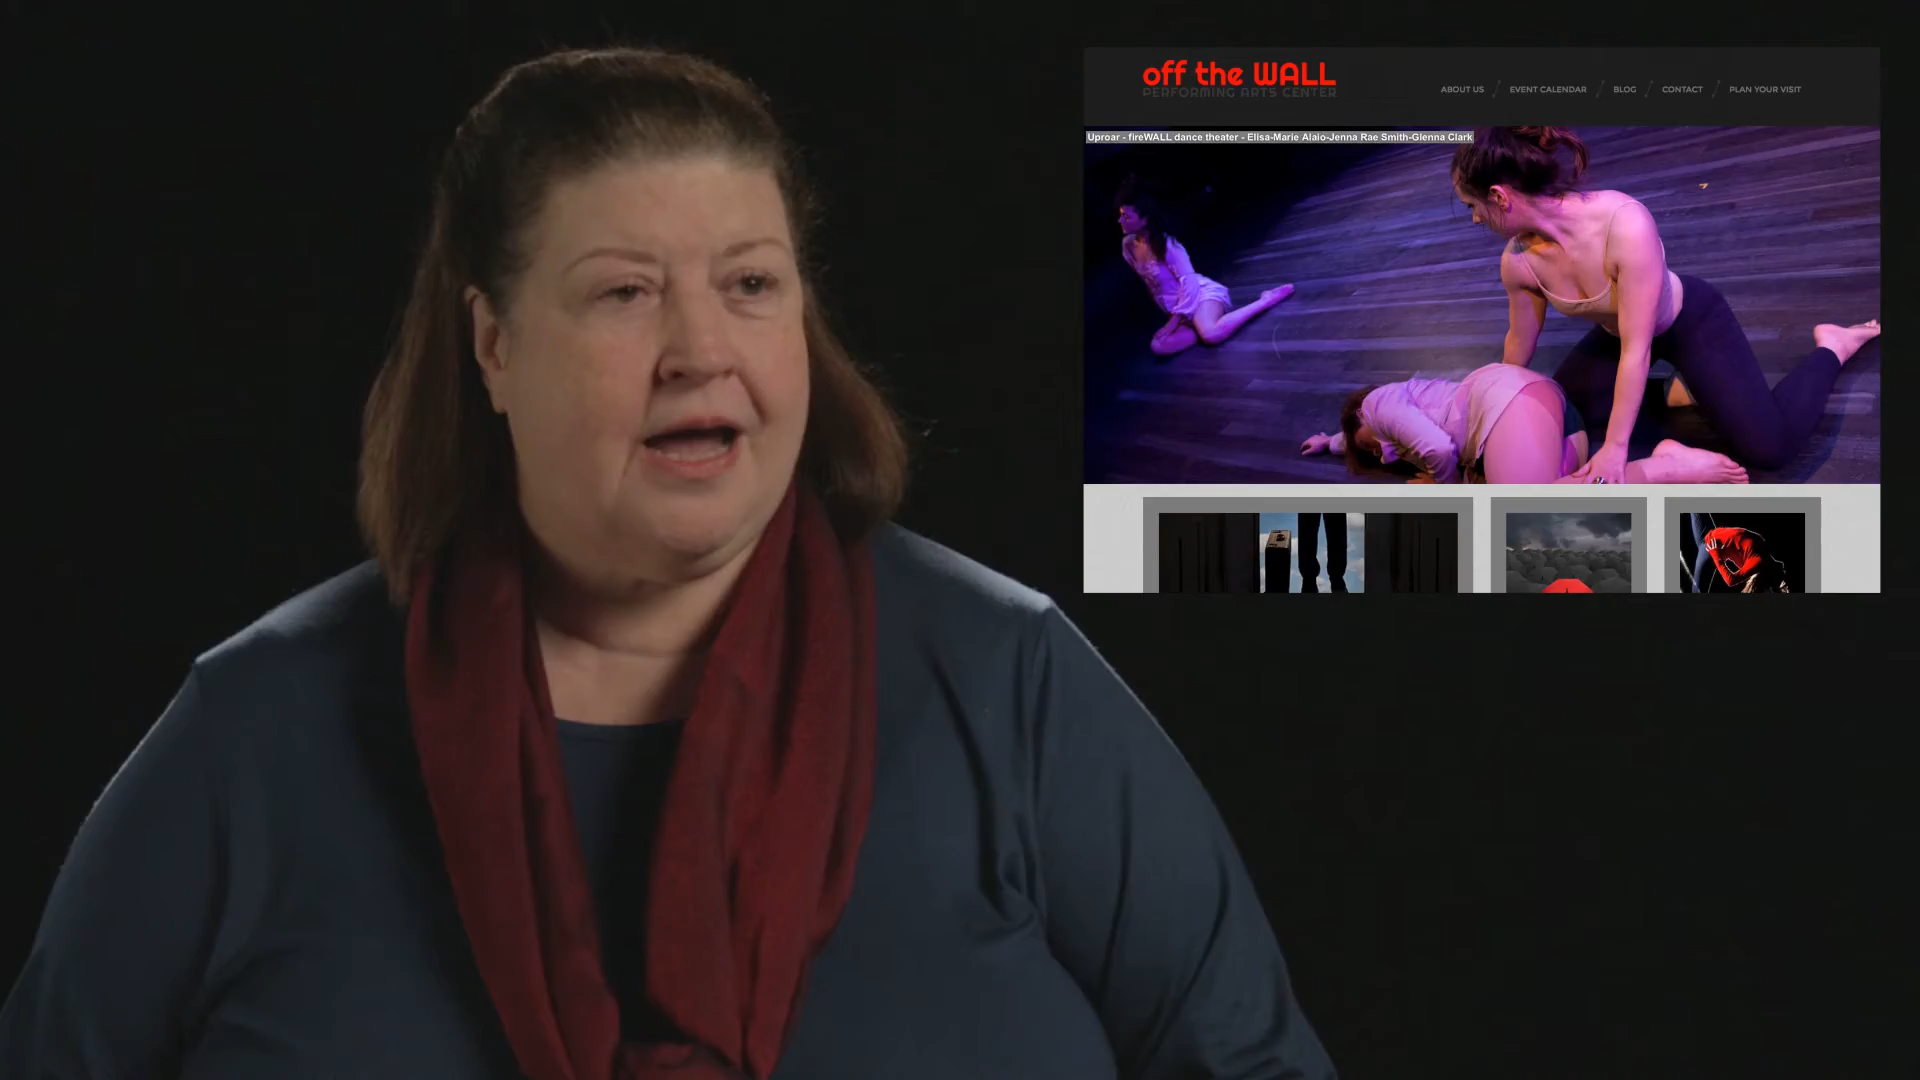 off the WALL
PERFORMING ARTS CENTER
ABOUT US / EVENT CALENDAR / BLOG / CONTACT / PLAN YOUR VISIT
Uproar - fireWALL dance theater - Elisa-Marie Alaio-Jenna Rae Smith-Glenna Clark